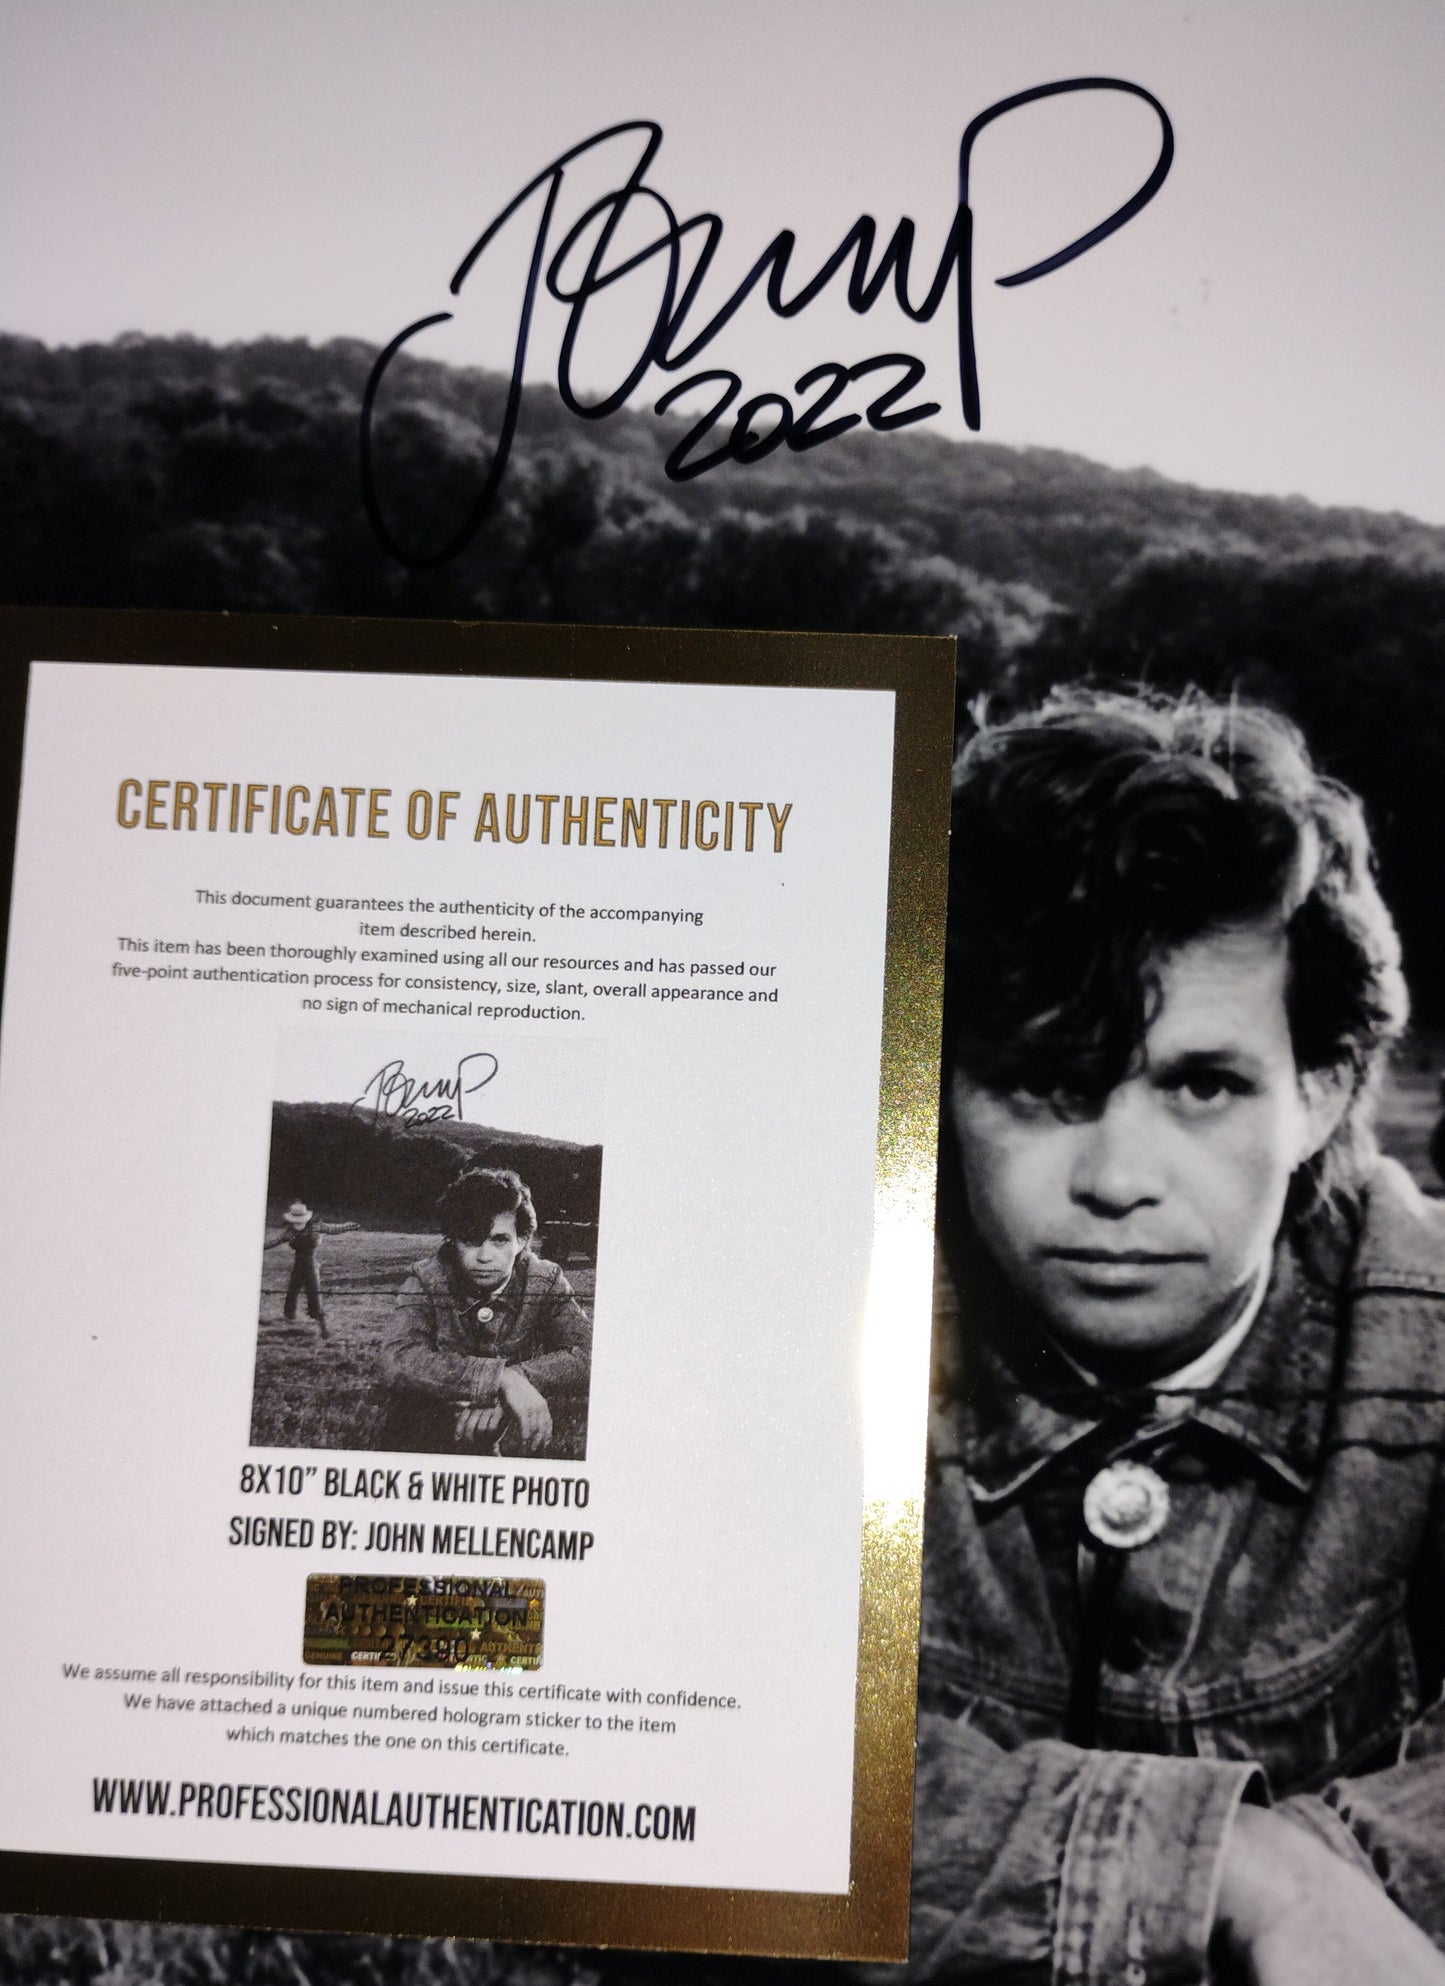 2022
CERTIFICATE OF AUTHENTICITY
This document guarantees the authenticity of the accompanying
item described herein.
This item has been thoroughly examined using all our resources and has passed our
five-point authentication process for consistency, size, slant, overall appearance and
no sign of mechanical reproduction.
2022
8X10” BLACK & WHITE PHOTO
SIGNED BY: JOHN MELLENCAMP
PROFESSIONAL
AUTHENTICATION
27390
We assume all responsibility for this item and issue this certificate with confidence.
We have attached a unique numbered hologram sticker to the item
which matches the one on this certificate.
WWW.PROFESSIONALAUTHENTICATION.COM